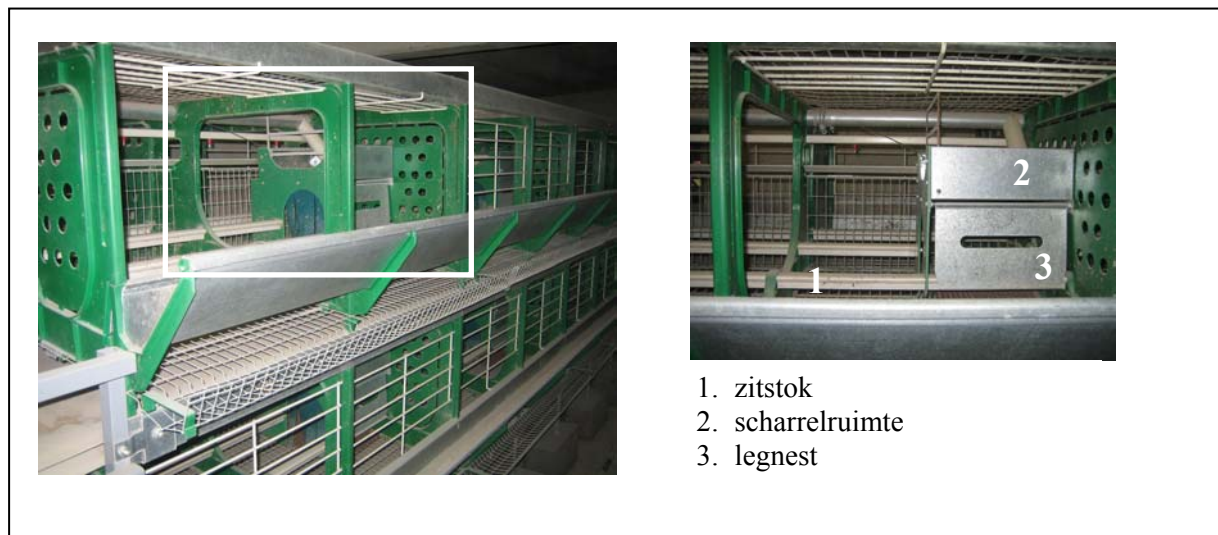 2
3
1
1. zitstok
2. scharrelruimte
3. legnest